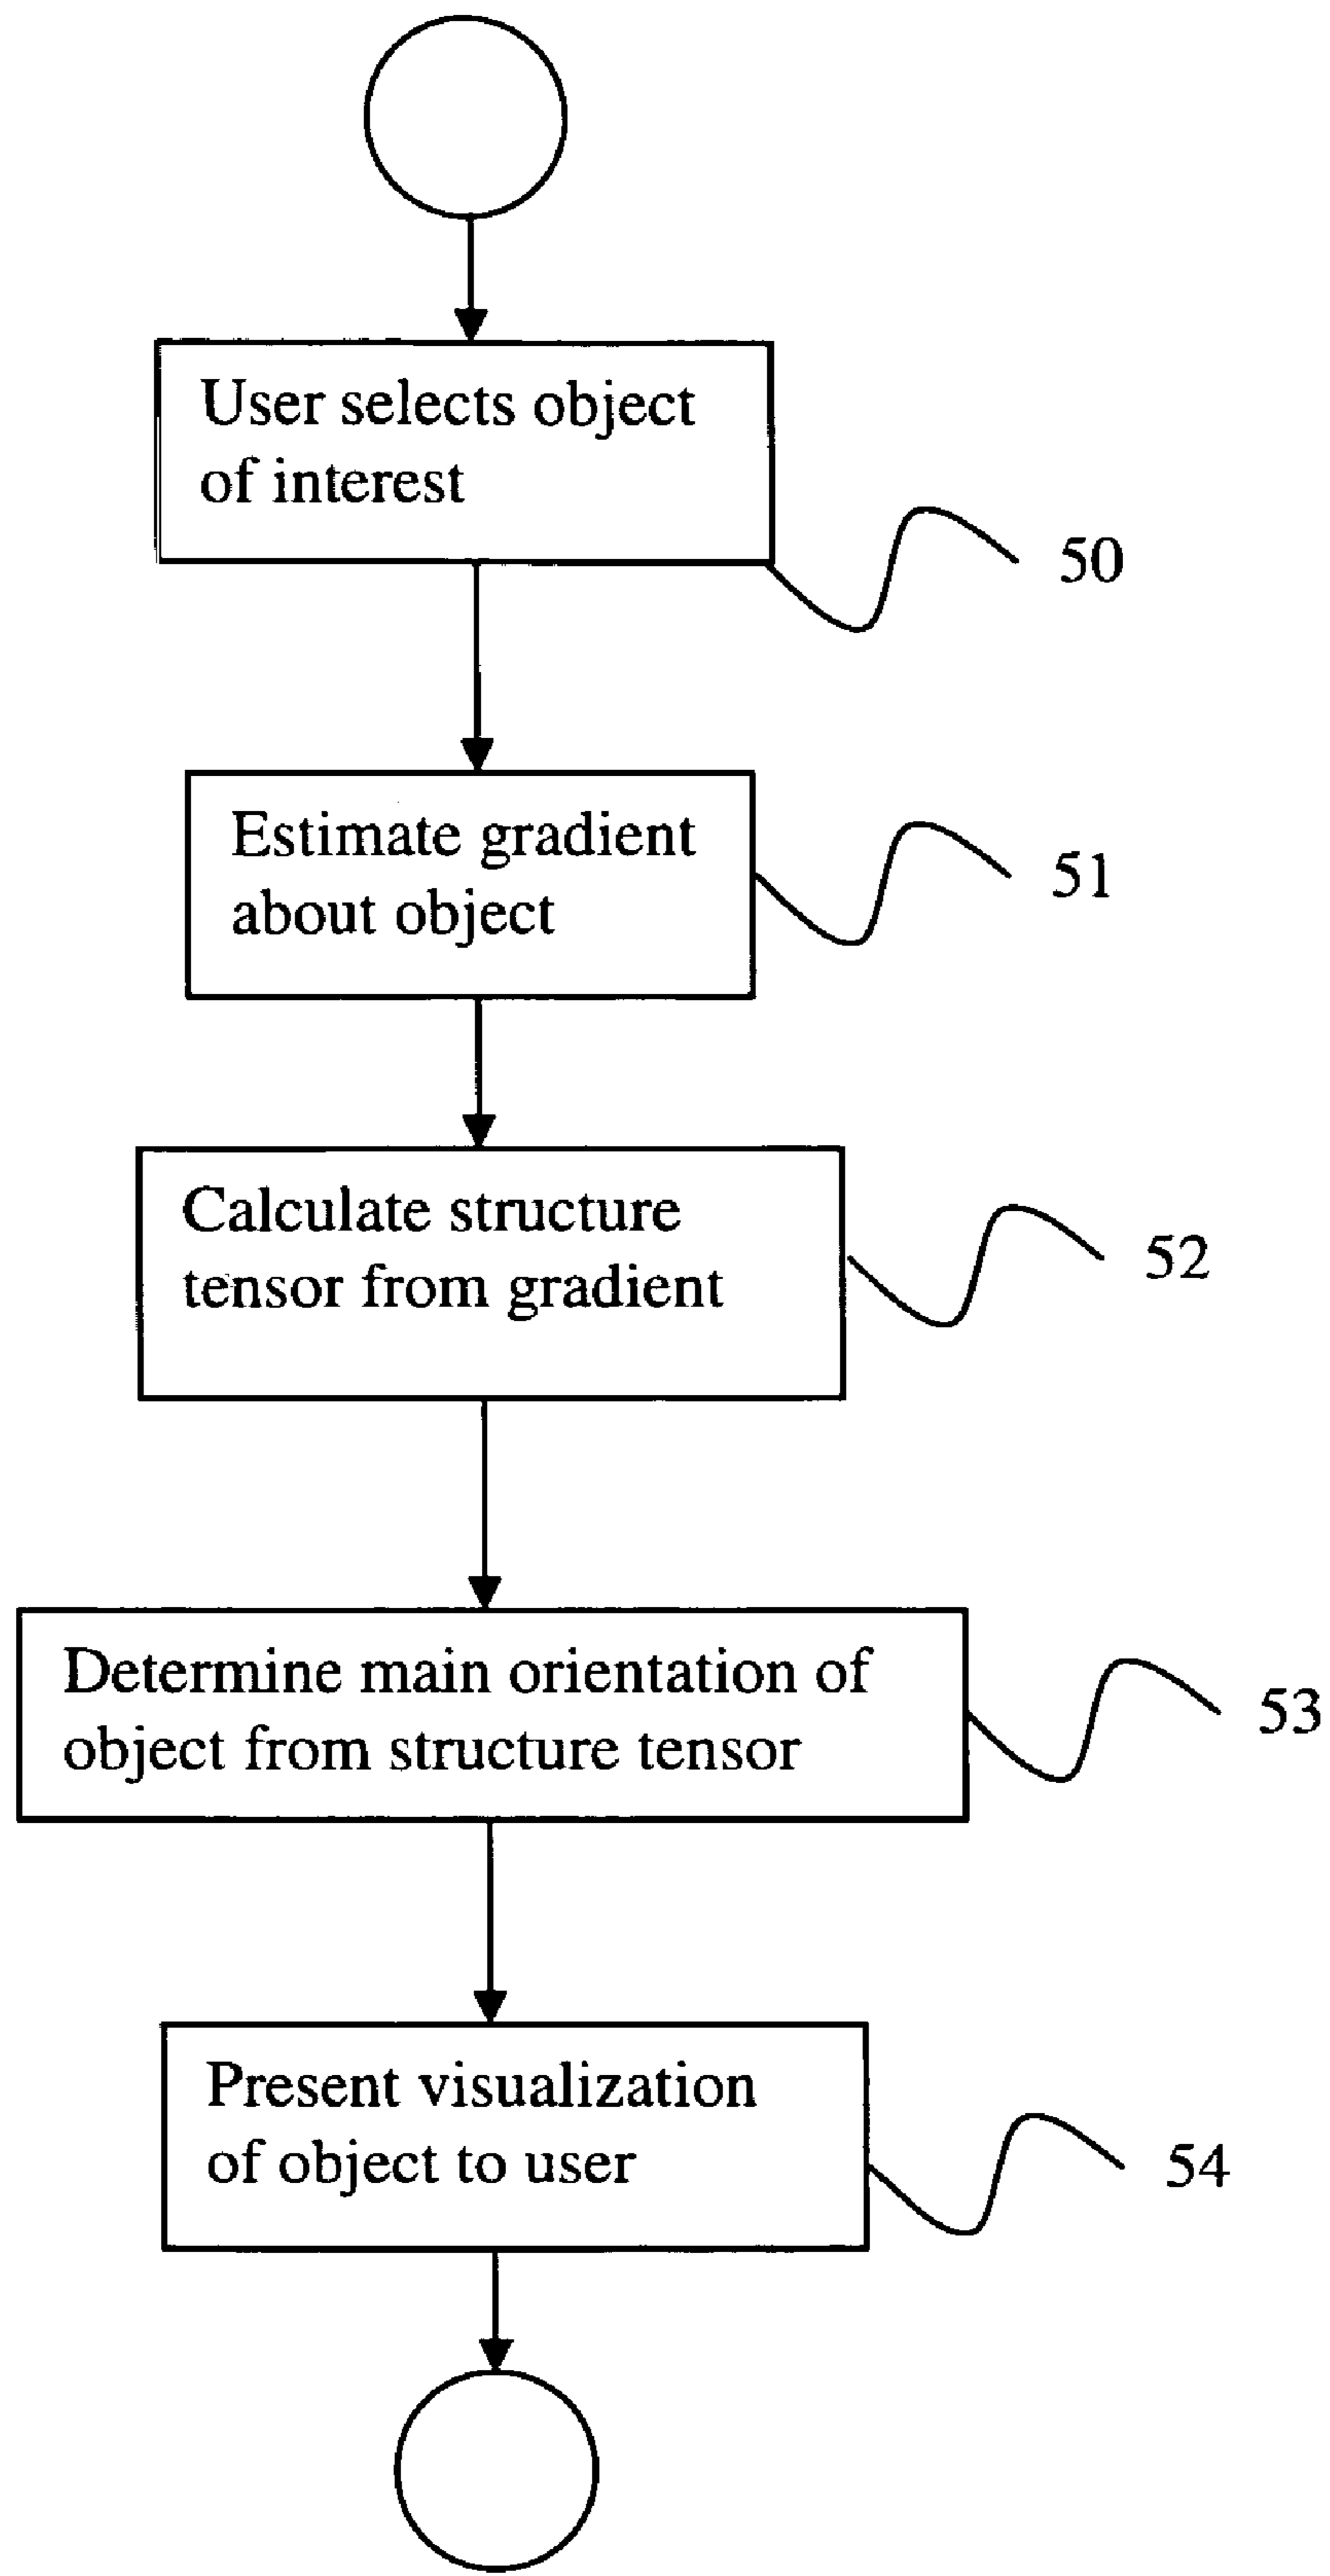 User selects object
of interest
50
Estimate gradient
about object
51
Calculate structure
tensor from gradient
52
Determine main orientation of
object from structure tensor
53
Present visualization
of object to user
54